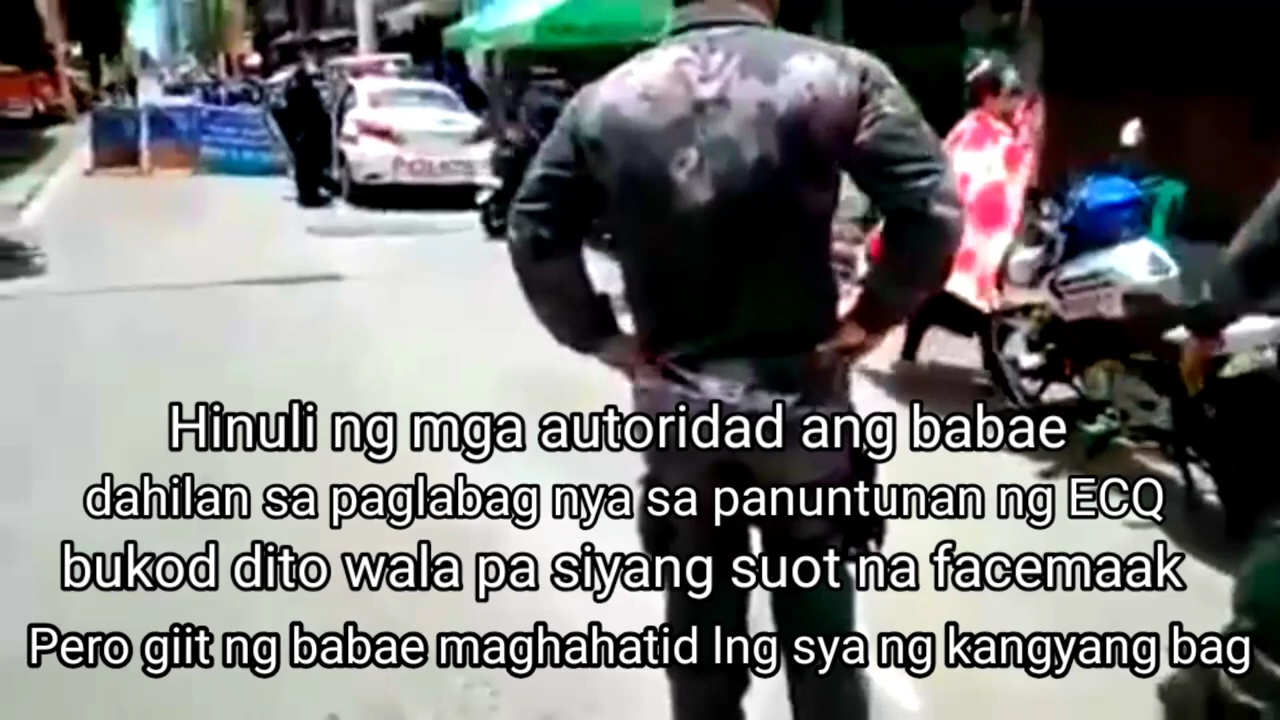 POLICE
Hinuli ng mga autoridad ang babae
dahilan sa paglabag nya sa panuntunan ng ECQ
bukod dito wala pa siyang suot na facemaak
Pero giit ng babae maghahatid lng sya ng kangyang bag